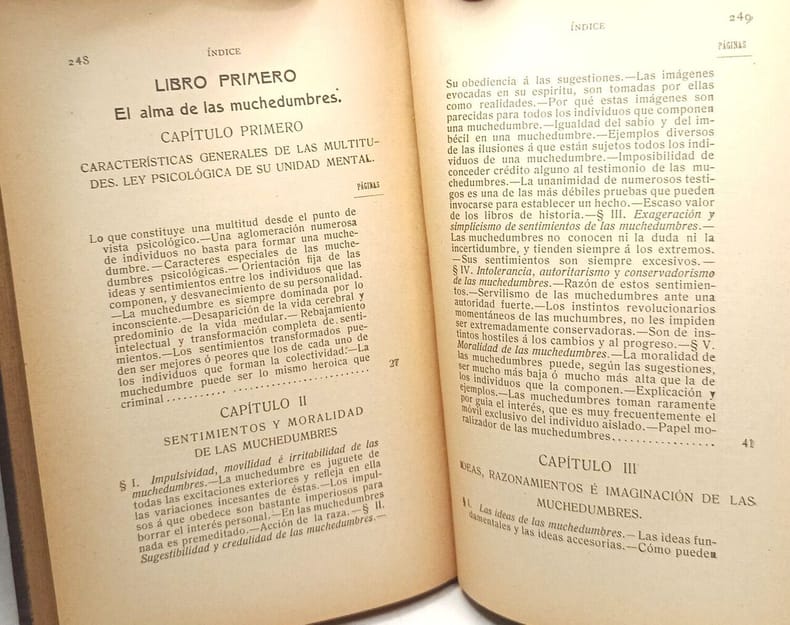 248
ÍNDICE
LIBRO PRIMERO
El alma de las muchedumbres.
CAPÍTULO PRIMERO
CARACTERÍSTICAS GENERALES DE LAS MULTITU-
DES. LEY PSICOLÓGICA DE SU UNIDAD MENTAL.
PÁGINAS
Lo que constituye una multitud desde el punto de
vista psicológico.—Una aglomeración numerosa
de individuos no basta para formar una muche-
dumbre.—Caracteres especiales de las muche-
dumbres psicológicas.—Orientación fija de las
ideas y sentimientos entre los individuos que las
componen, y desvanecimiento de su personalidad.
—La muchedumbre es siempre dominada por lo
inconsciente.—Desaparición de la vida cerebral y
predominio de la vida medular.—Rebajamiento
intelectual y transformación completa de senti-
mientos.—Los sentimientos transformados pue-
den ser mejores ó peores que los de cada uno de
los individuos que forman la colectividad.—La
muchedumbre puede ser lo mismo heroica que
criminal.......... 27
CAPÍTULO II
SENTIMIENTOS Y MORALIDAD
DE LAS MUCHEDUMBRES
§ I. Impulsividad, movilidad é irritabilidad de las
muchedumbres.—La muchedumbre es juguete de
todas las excitaciones exteriores y refleja en ella
las variaciones incesantes de éstas.—Los impul-
sos á que obedecen son bastante imperiosos para
borrar el interés personal.—En las muchedumbres
nada es premeditado.—Acción de la raza.—§ II.
Sugestibilidad y credulidad de las muchedumbres.—
ÍNDICE
249
PÁGINAS
Su obediencia á las sugestiones.—Las imágenes
evocadas en su espíritu, son tomadas por ellas
como realidades.—Por qué estas imágenes son
parecidas para todos los individuos que componen
una muchedumbre.—Igualdad del sabio y del im-
bécil en una muchedumbre.—Ejemplos diversos
de las ilusiones á que están sujetos todos los indi-
viduos de una muchedumbre.—Imposibilidad de
conceder crédito alguno al testimonio de las mu-
chedumbres.—La unanimidad de numerosos testi-
gos es una de las más débiles pruebas que pueden
invocarse para establecer un hecho.—Escaso valor
de los libros de historia.—§ III. Exageración y
simplicismo de sentimientos de las muchedumbres.—
Las muchedumbres no conocen ni la duda ni la
incertidumbre, y tienden siempre á los extremos.
—Sus sentimientos son siempre excesivos.—
§ IV. Intolerancia, autoritarismo y conservadorismo
de las muchedumbres.—Razón de estos sentimien-
tos.—Servilismo de las muchedumbres ante una
autoridad fuerte.—Los instintos revolucionarios
momentáneos de las muchumbres, no les impiden
ser extremadamente conservadoras.—Son de ins-
tintos hostiles á los cambios y al progreso.—§ V.
Moralidad de las muchedumbres.—La moralidad de
las muchedumbres puede, según las sugestiones,
ser mucho más baja ó mucho más alta que la de
los individuos que la componen.—Explicación y
ejemplos.—Las muchedumbres toman raramente
por guía el interés, que es muy frecuentemente el
móvil exclusivo del individuo aislado.—Papel mo-
ralizador de las muchedumbres.......... 41
CAPÍTULO III
IDEAS, RAZONAMIENTOS É IMAGINACIÓN DE LAS
MUCHEDUMBRES.
§ I. Las ideas de las muchedumbres.—Las ideas fun-
damentales y las ideas accesorias.—Cómo pueden